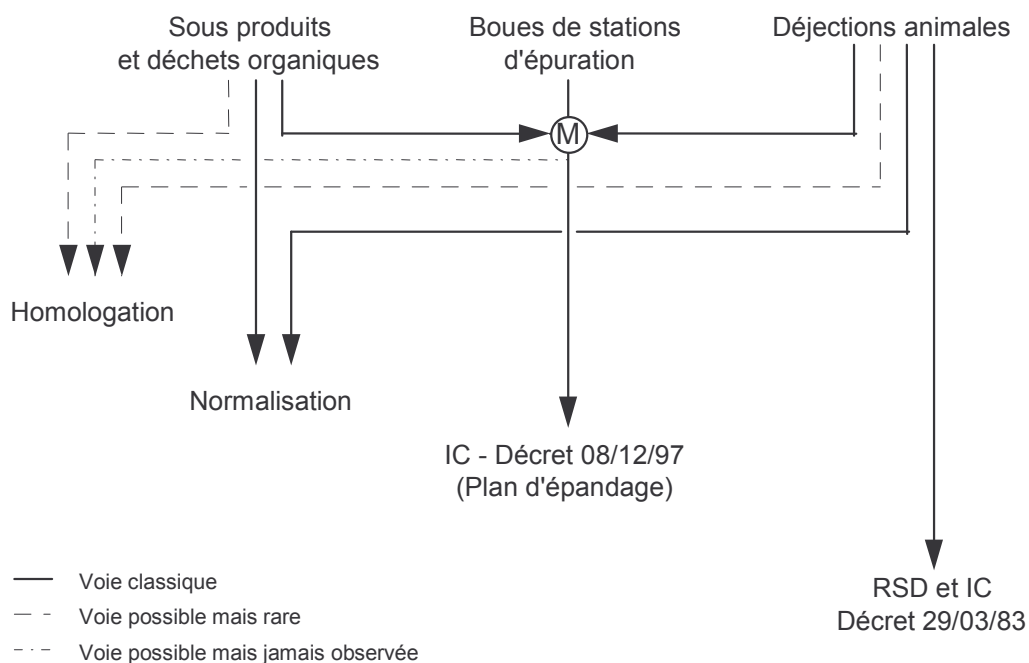 Sous produits
et déchets organiques
Boues de stations
d'épuration
Déjections animales
M
Homologation
Normalisation
IC - Décret 08/12/97
(Plan d'épandage)
RSD et IC
Décret 29/03/83
Voie classique
Voie possible mais rare
Voie possible mais jamais observée